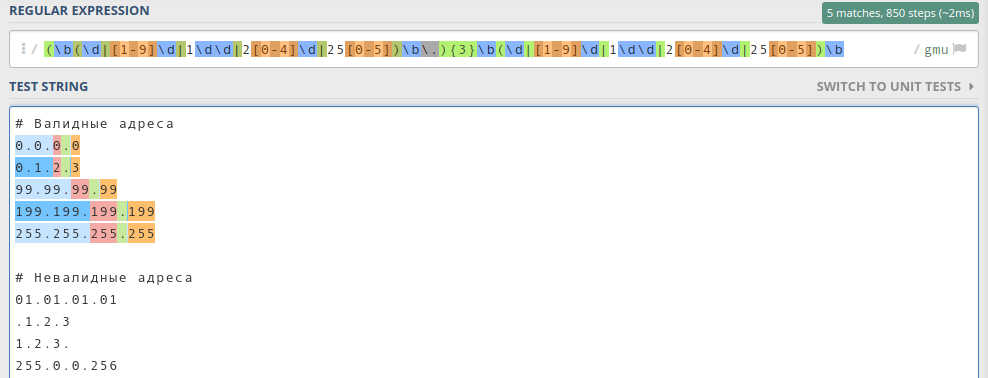 REGULAR EXPRESSION
5 matches, 850 steps (~2ms)
/ (\b(\d|[1-9]\d|1\d\d|2[0-4]\d|25[0-5])\b\.){3}\b(\d|[1-9]\d|1\d\d|2[0-4]\d|25[0-5])\b / gmu
TEST STRING
SWITCH TO UNIT TESTS
# Валидные адреса
0.0.0.0
0.1.2.3
99.99.99.99
199.199.199.199
255.255.255.255
# Невалидные адреса
01.01.01.01
.1.2.3
1.2.3.
255.0.0.256